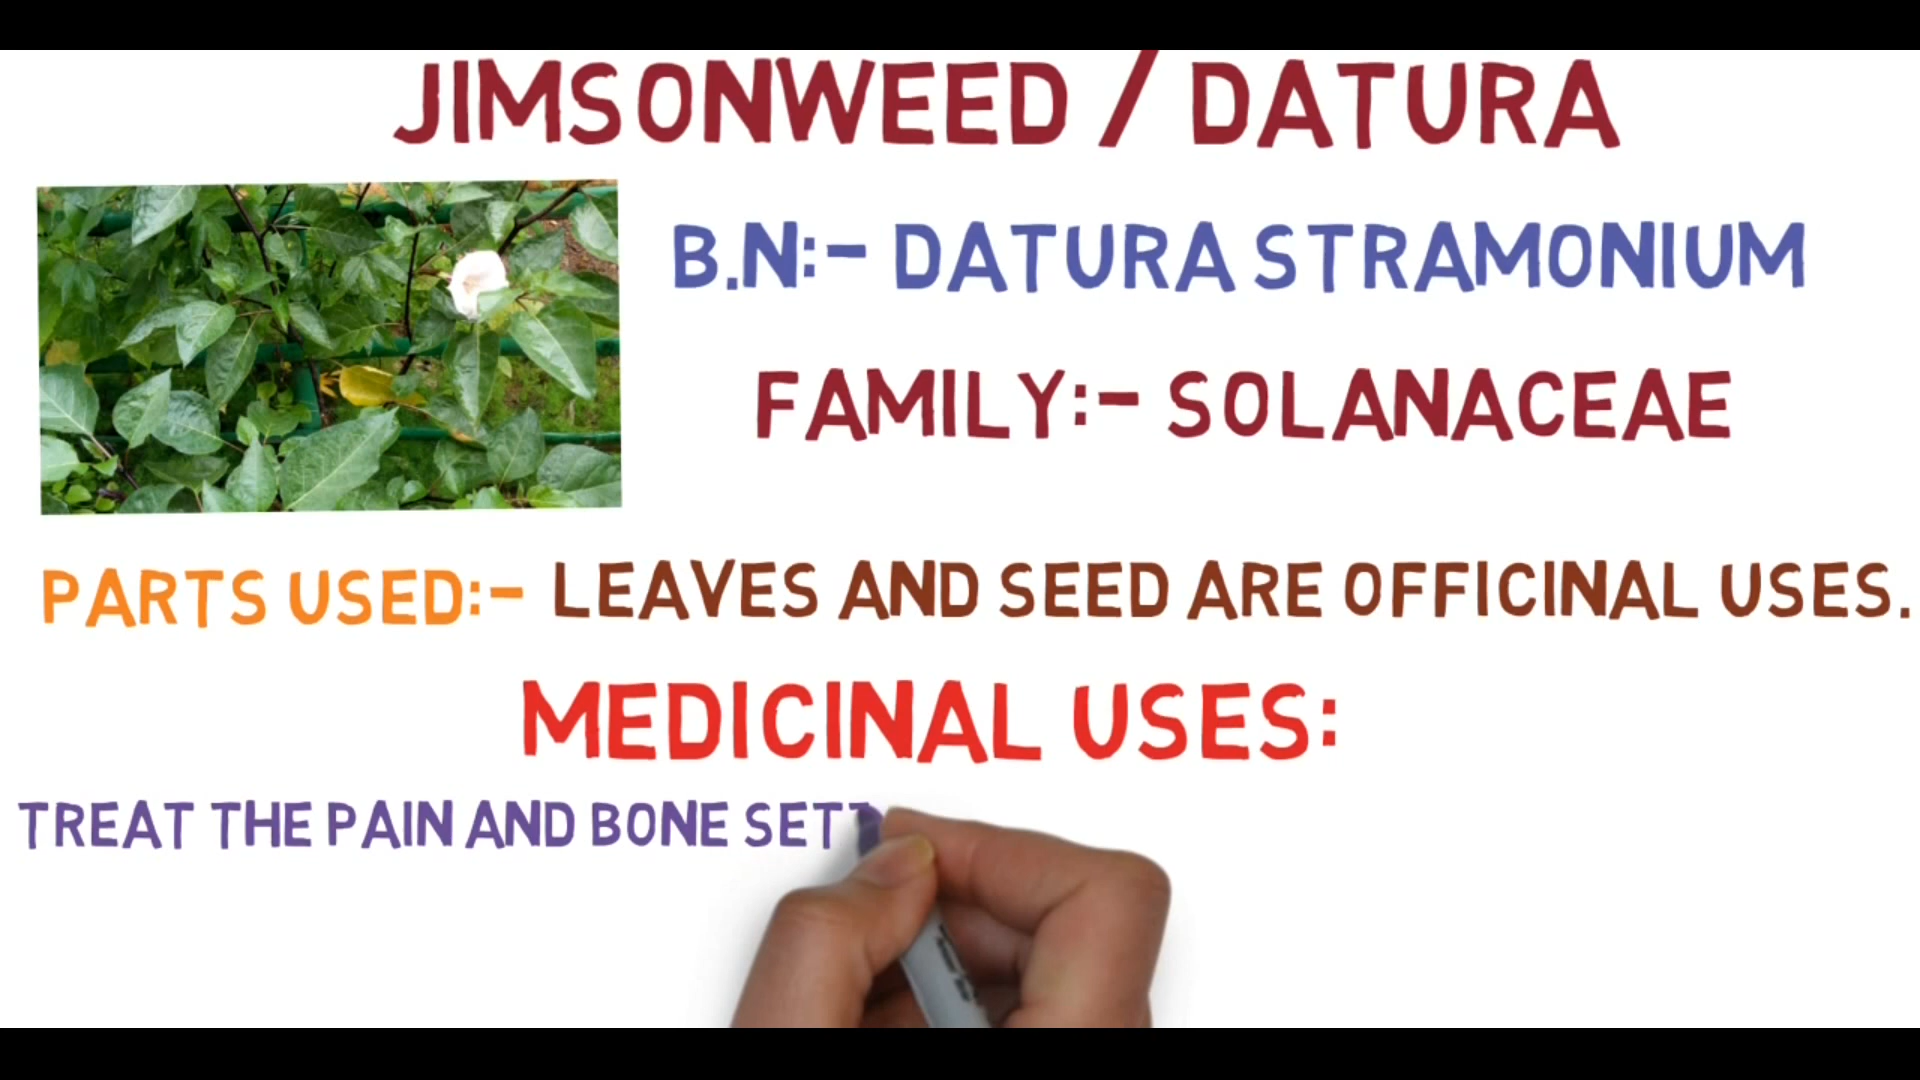 JIMSONWEED / DATURA
B.N:- DATURA STRAMONIUM
FAMILY:- SOLANACEAE
PARTS USED:- LEAVES AND SEED ARE OFFICINAL USES.
MEDICINAL USES:
TREAT THE PAIN AND BONE